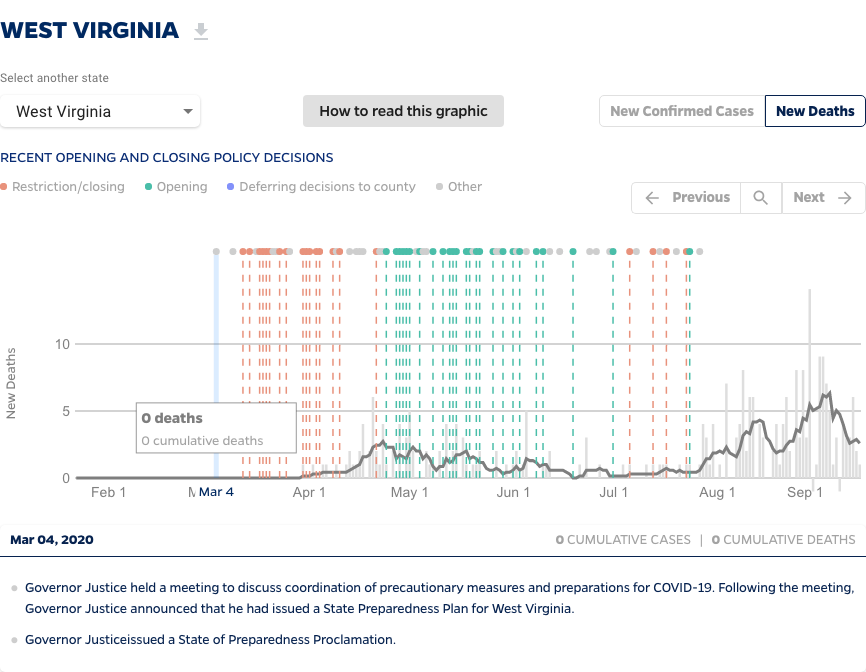 WEST VIRGINIA
Select another state
West Virginia
How to read this graphic
New Confirmed Cases
New Deaths
RECENT OPENING AND CLOSING POLICY DECISIONS
Restriction/closing
Opening
Deferring decisions to county
Other
Previous
Next
New Deaths
10
5
0
0 deaths
0 cumulative deaths
Feb 1
Mar 4
Apr 1
May 1
Jun 1
Jul 1
Aug 1
Sep 1
Mar 04, 2020
0 CUMULATIVE CASES | 0 CUMULATIVE DEATHS
Governor Justice held a meeting to discuss coordination of precautionary measures and preparations for COVID-19. Following the meeting,
Governor Justice announced that he had issued a State Preparedness Plan for West Virginia.
Governor Justiceissued a State of Preparedness Proclamation.